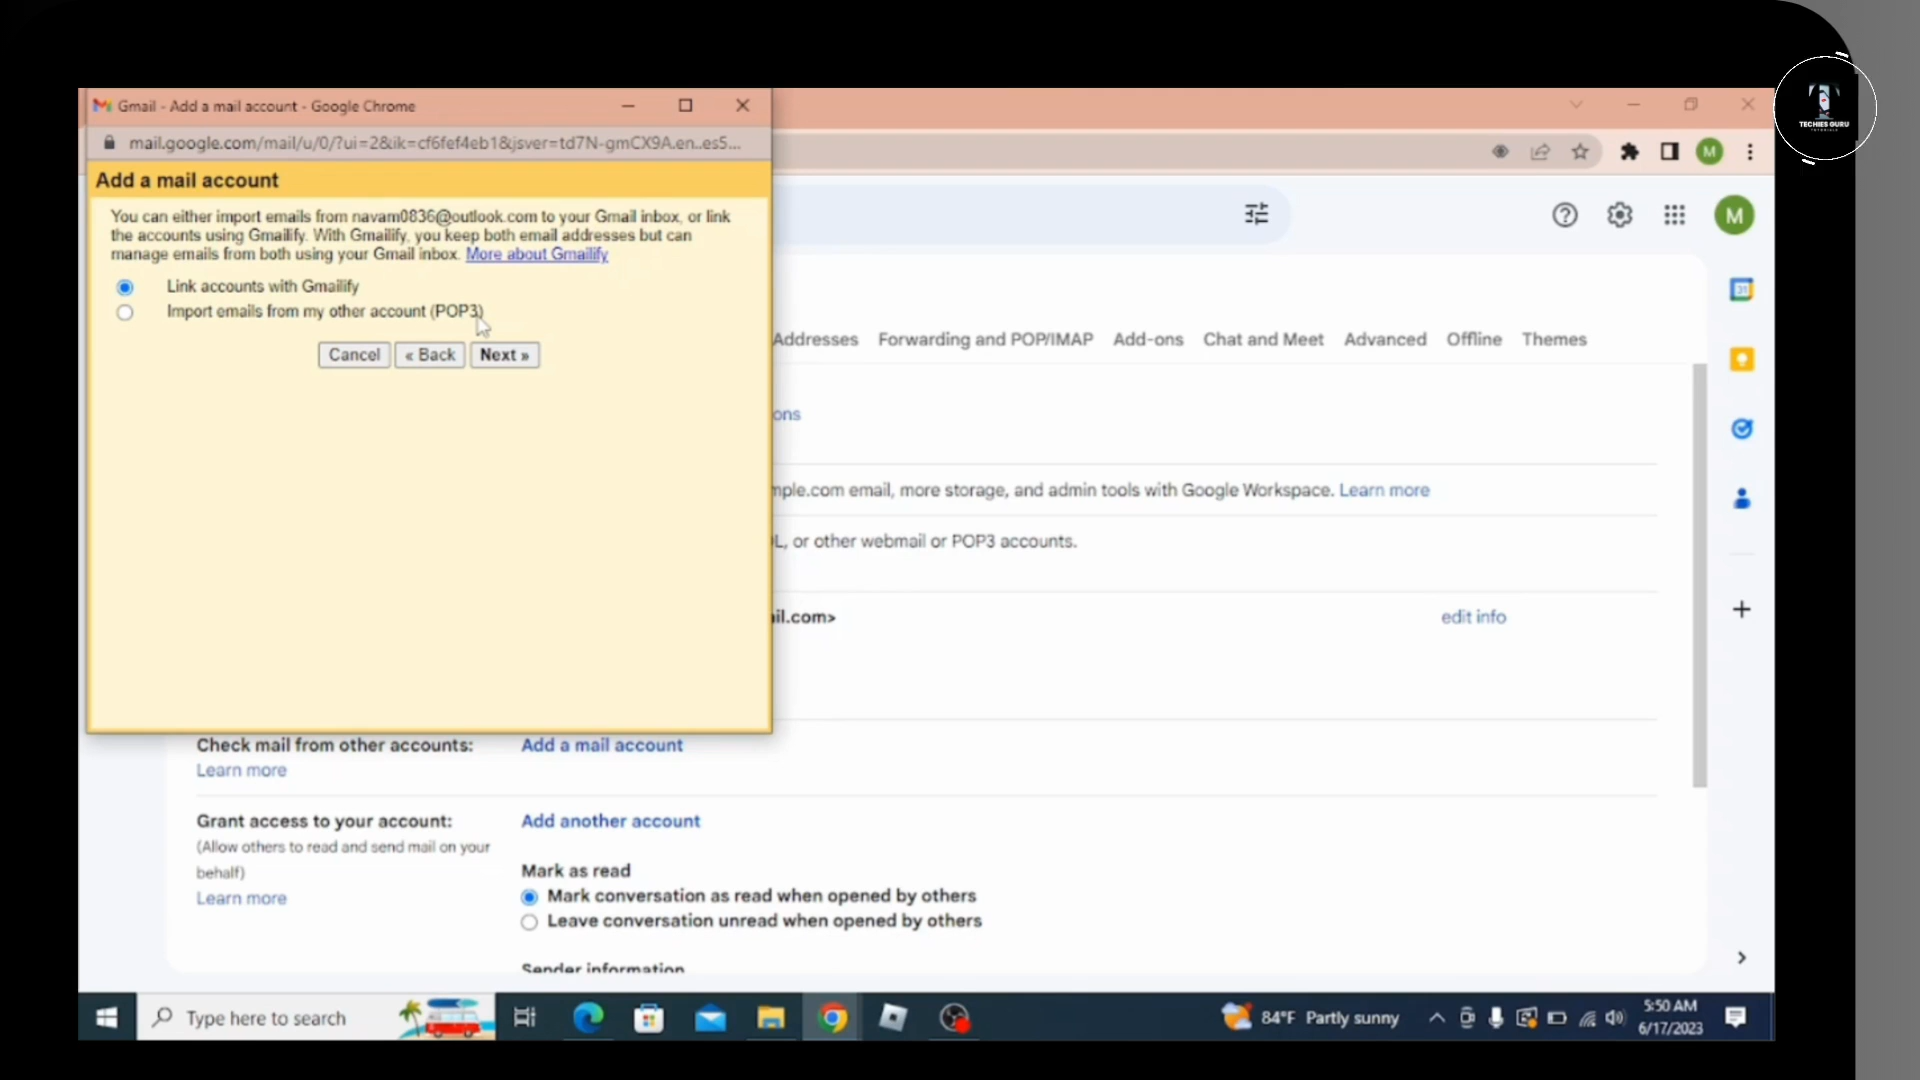 Gmail - Add a mail account - Google Chrome
mail.google.com/mail/u/0/?ui=2&ik=cf6fef4eb1&jsver=td7N-gmCX9A.en..es5...
Add a mail account
You can either import emails from navam0836@outlook.com to your Gmail inbox, or link
the accounts using Gmailify. With Gmailify, you keep both email addresses but can
manage emails from both using your Gmail inbox. More about Gmailify
Link accounts with Gmailify
Import emails from my other account (POP3)
Cancel « Back Next »
TECHIES GURU
TUTORIALS
M
M
31
Addresses Forwarding and POP/IMAP Add-ons Chat and Meet Advanced Offline Themes
ons
mple.com email, more storage, and admin tools with Google Workspace. Learn more
L, or other webmail or POP3 accounts.
il.com> edit info
Check mail from other accounts: Add a mail account
Learn more
Grant access to your account: Add another account
(Allow others to read and send mail on your
behalf)
Learn more
Mark as read
Mark conversation as read when opened by others
Leave conversation unread when opened by others
Sender information
Type here to search
84°F Partly sunny
5:50 AM
6/17/2023